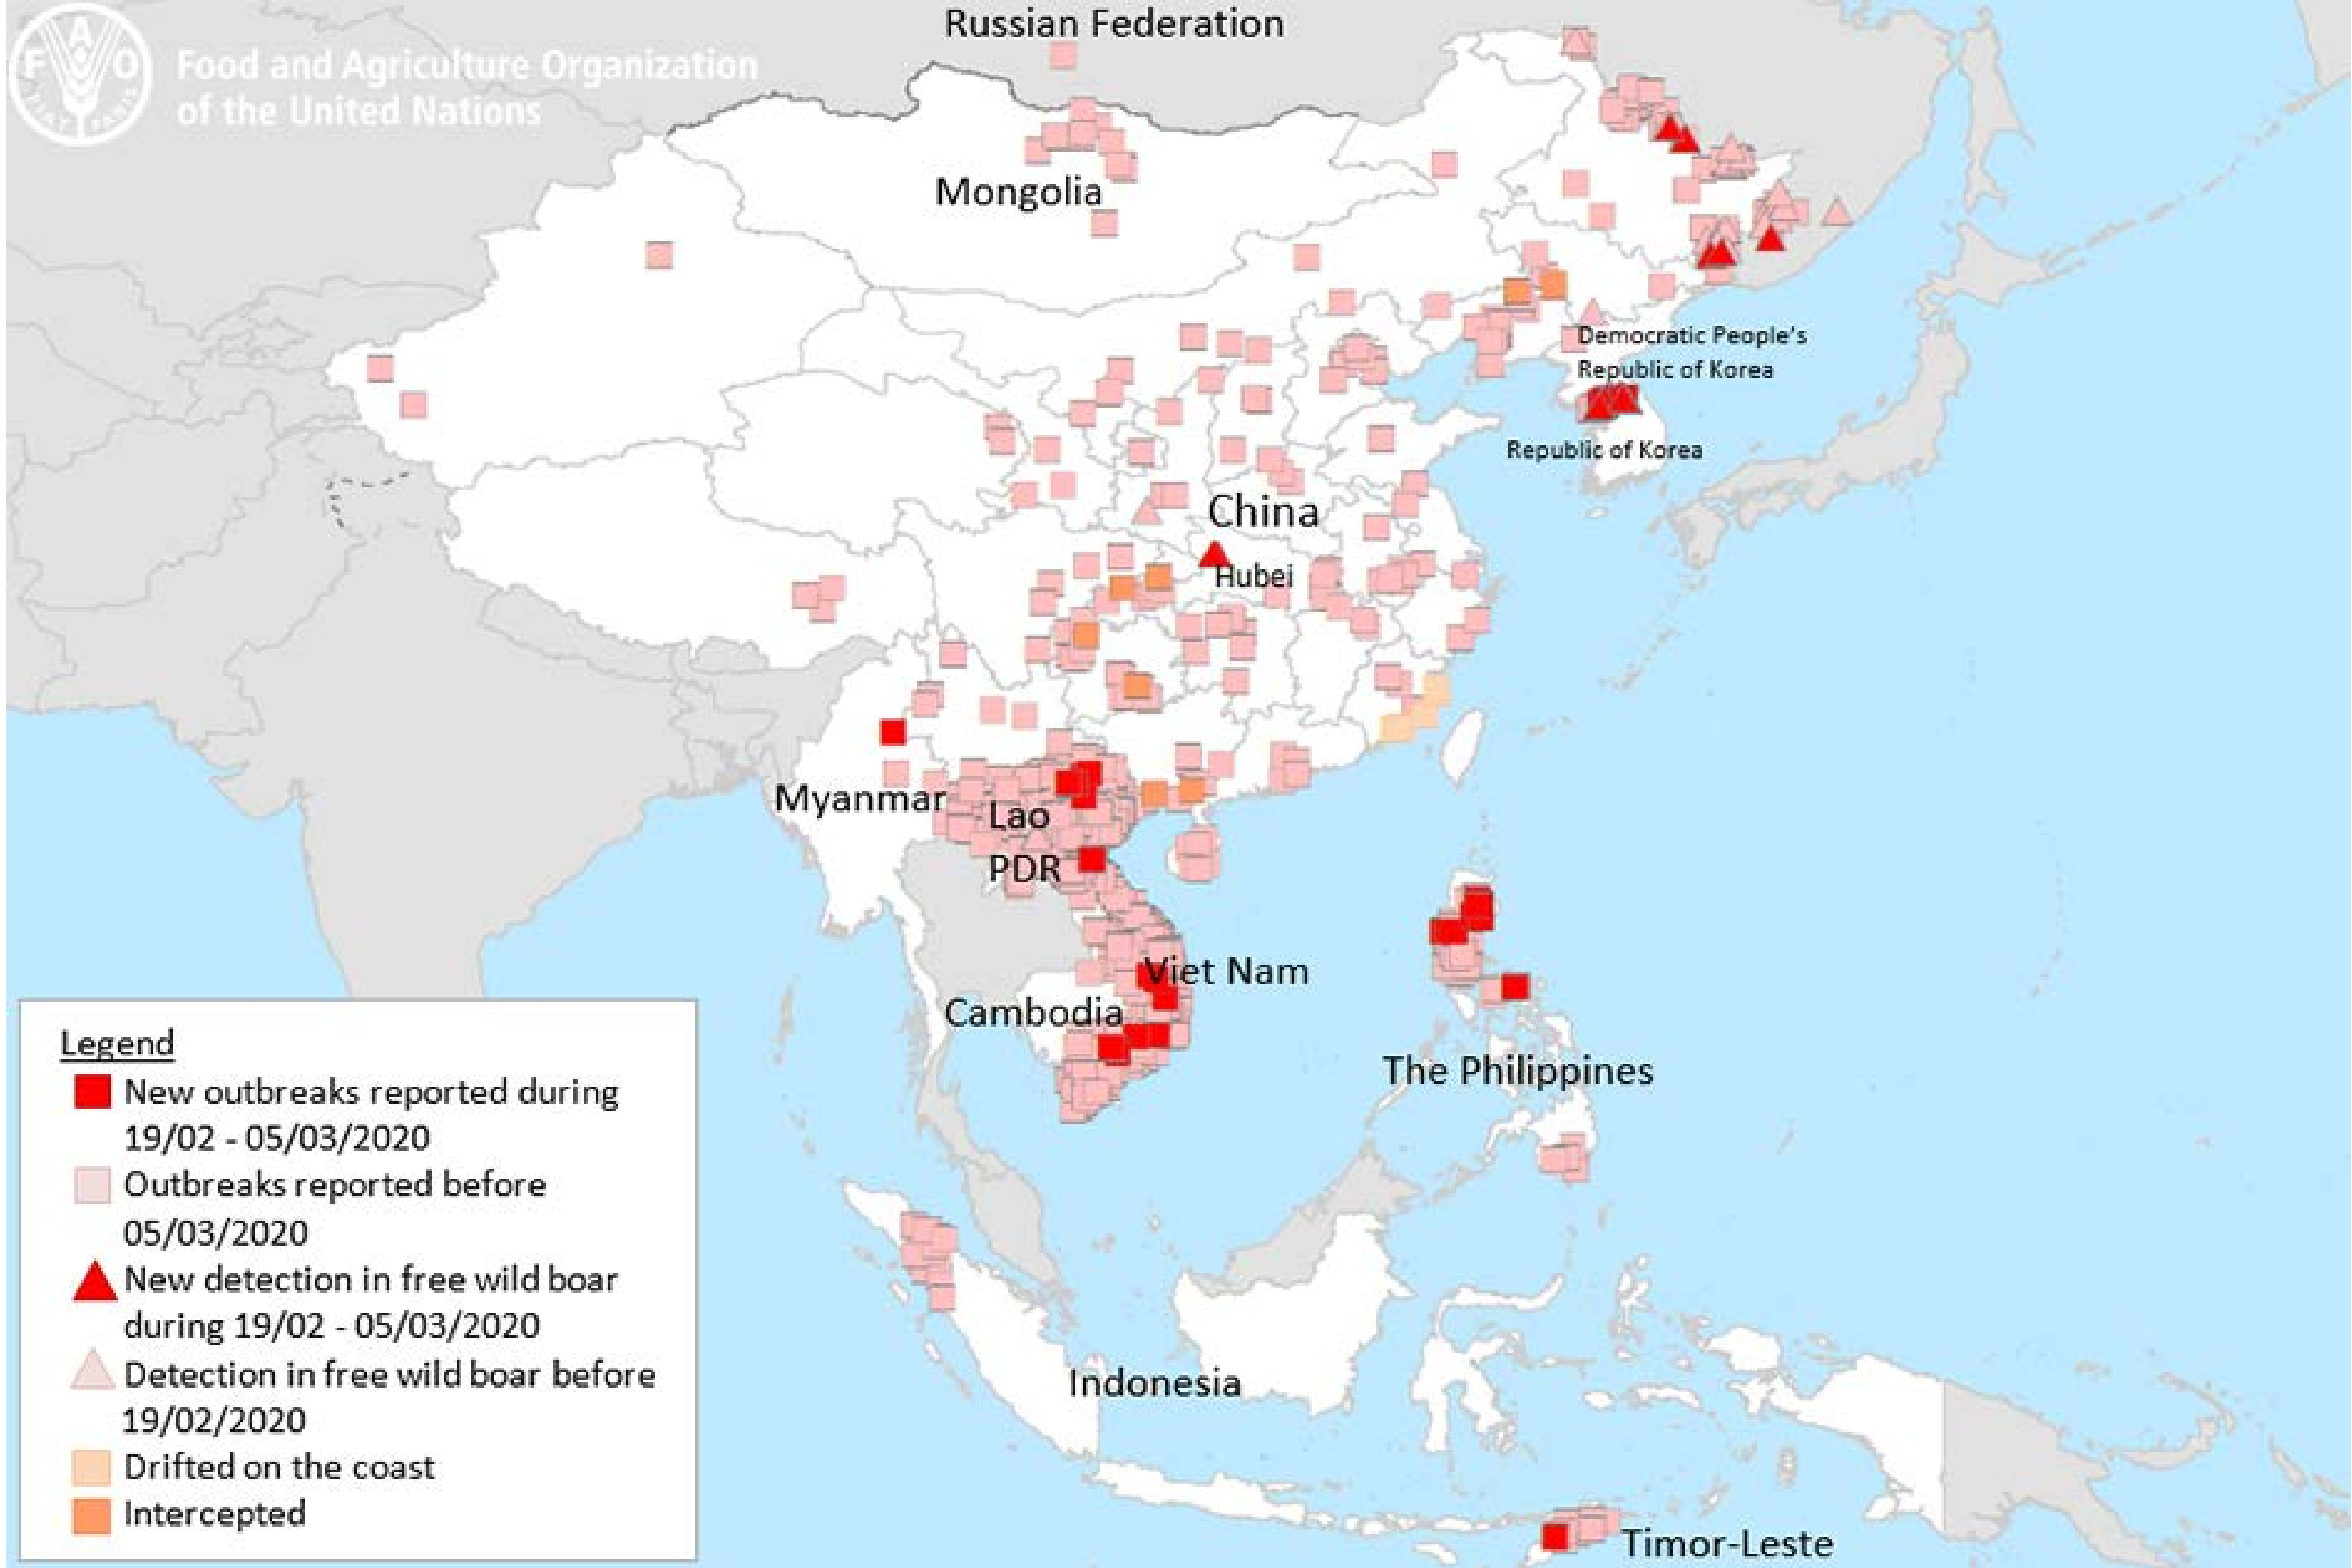 Russian Federation
FAO
FIAT PANIS
Food and Agriculture Organization
of the United Nations
Mongolia
Democratic People's
Republic of Korea
Republic of Korea
China
Hubei
Myanmar
Lao
PDR
Viet Nam
Cambodia
The Philippines
Indonesia
Timor-Leste
Legend
New outbreaks reported during
19/02 - 05/03/2020
Outbreaks reported before
05/03/2020
New detection in free wild boar
during 19/02 - 05/03/2020
Detection in free wild boar before
19/02/2020
Drifted on the coast
Intercepted